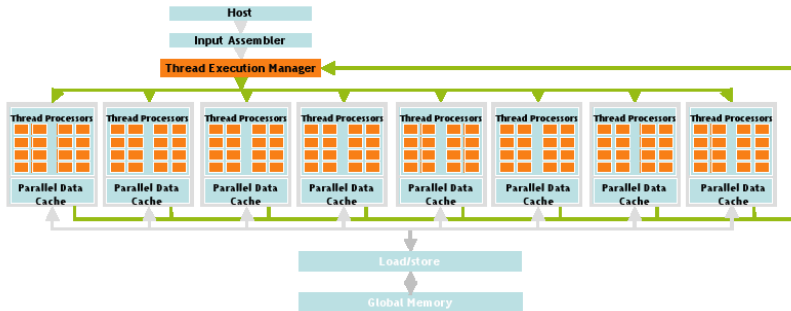 Host
Input Assembler
Thread Execution Manager
Thread Processors
Thread Processors
Thread Processors
Thread Processors
Thread Processors
Thread Processors
Thread Processors
Thread Processors
Parallel Data
Cache
Parallel Data
Cache
Parallel Data
Cache
Parallel Data
Cache
Parallel Data
Cache
Parallel Data
Cache
Parallel Data
Cache
Parallel Data
Cache
Load/store
Global Memory